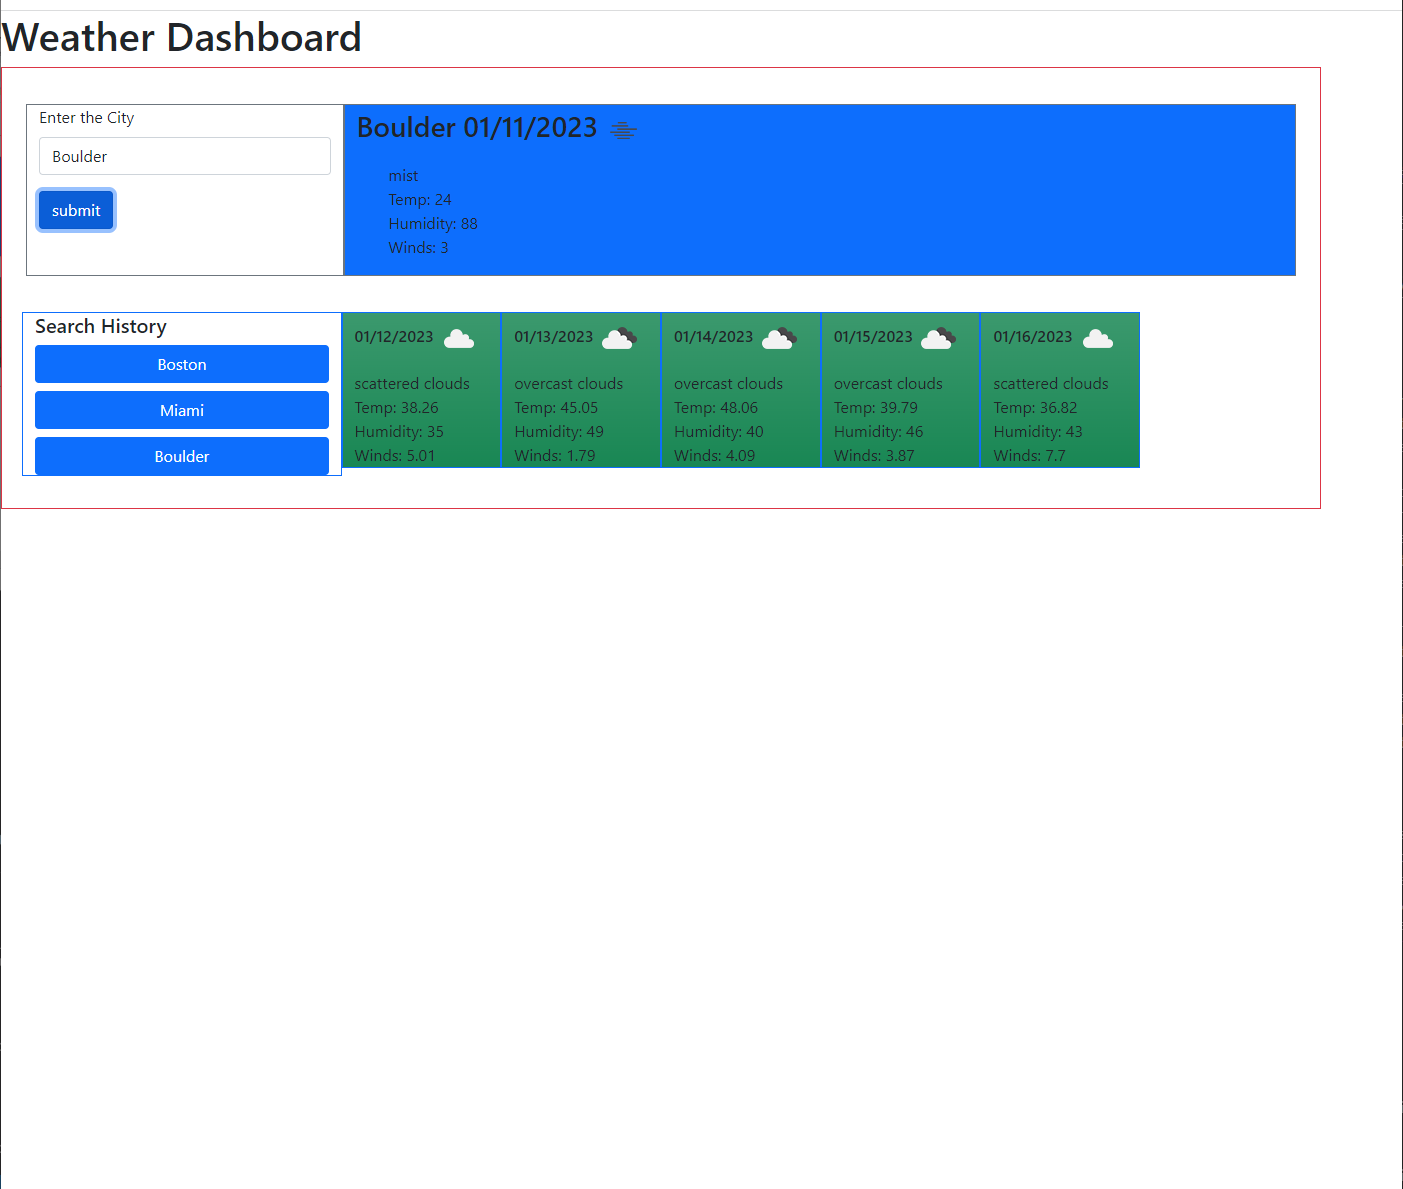 Weather Dashboard
Enter the City
Boulder
submit
Boulder 01/11/2023
mist
Temp: 24
Humidity: 88
Winds: 3
Search History
Boston
Miami
Boulder
01/12/2023
scattered clouds
Temp: 38.26
Humidity: 35
Winds: 5.01
01/13/2023
overcast clouds
Temp: 45.05
Humidity: 49
Winds: 1.79
01/14/2023
overcast clouds
Temp: 48.06
Humidity: 40
Winds: 4.09
01/15/2023
overcast clouds
Temp: 39.79
Humidity: 46
Winds: 3.87
01/16/2023
scattered clouds
Temp: 36.82
Humidity: 43
Winds: 7.7